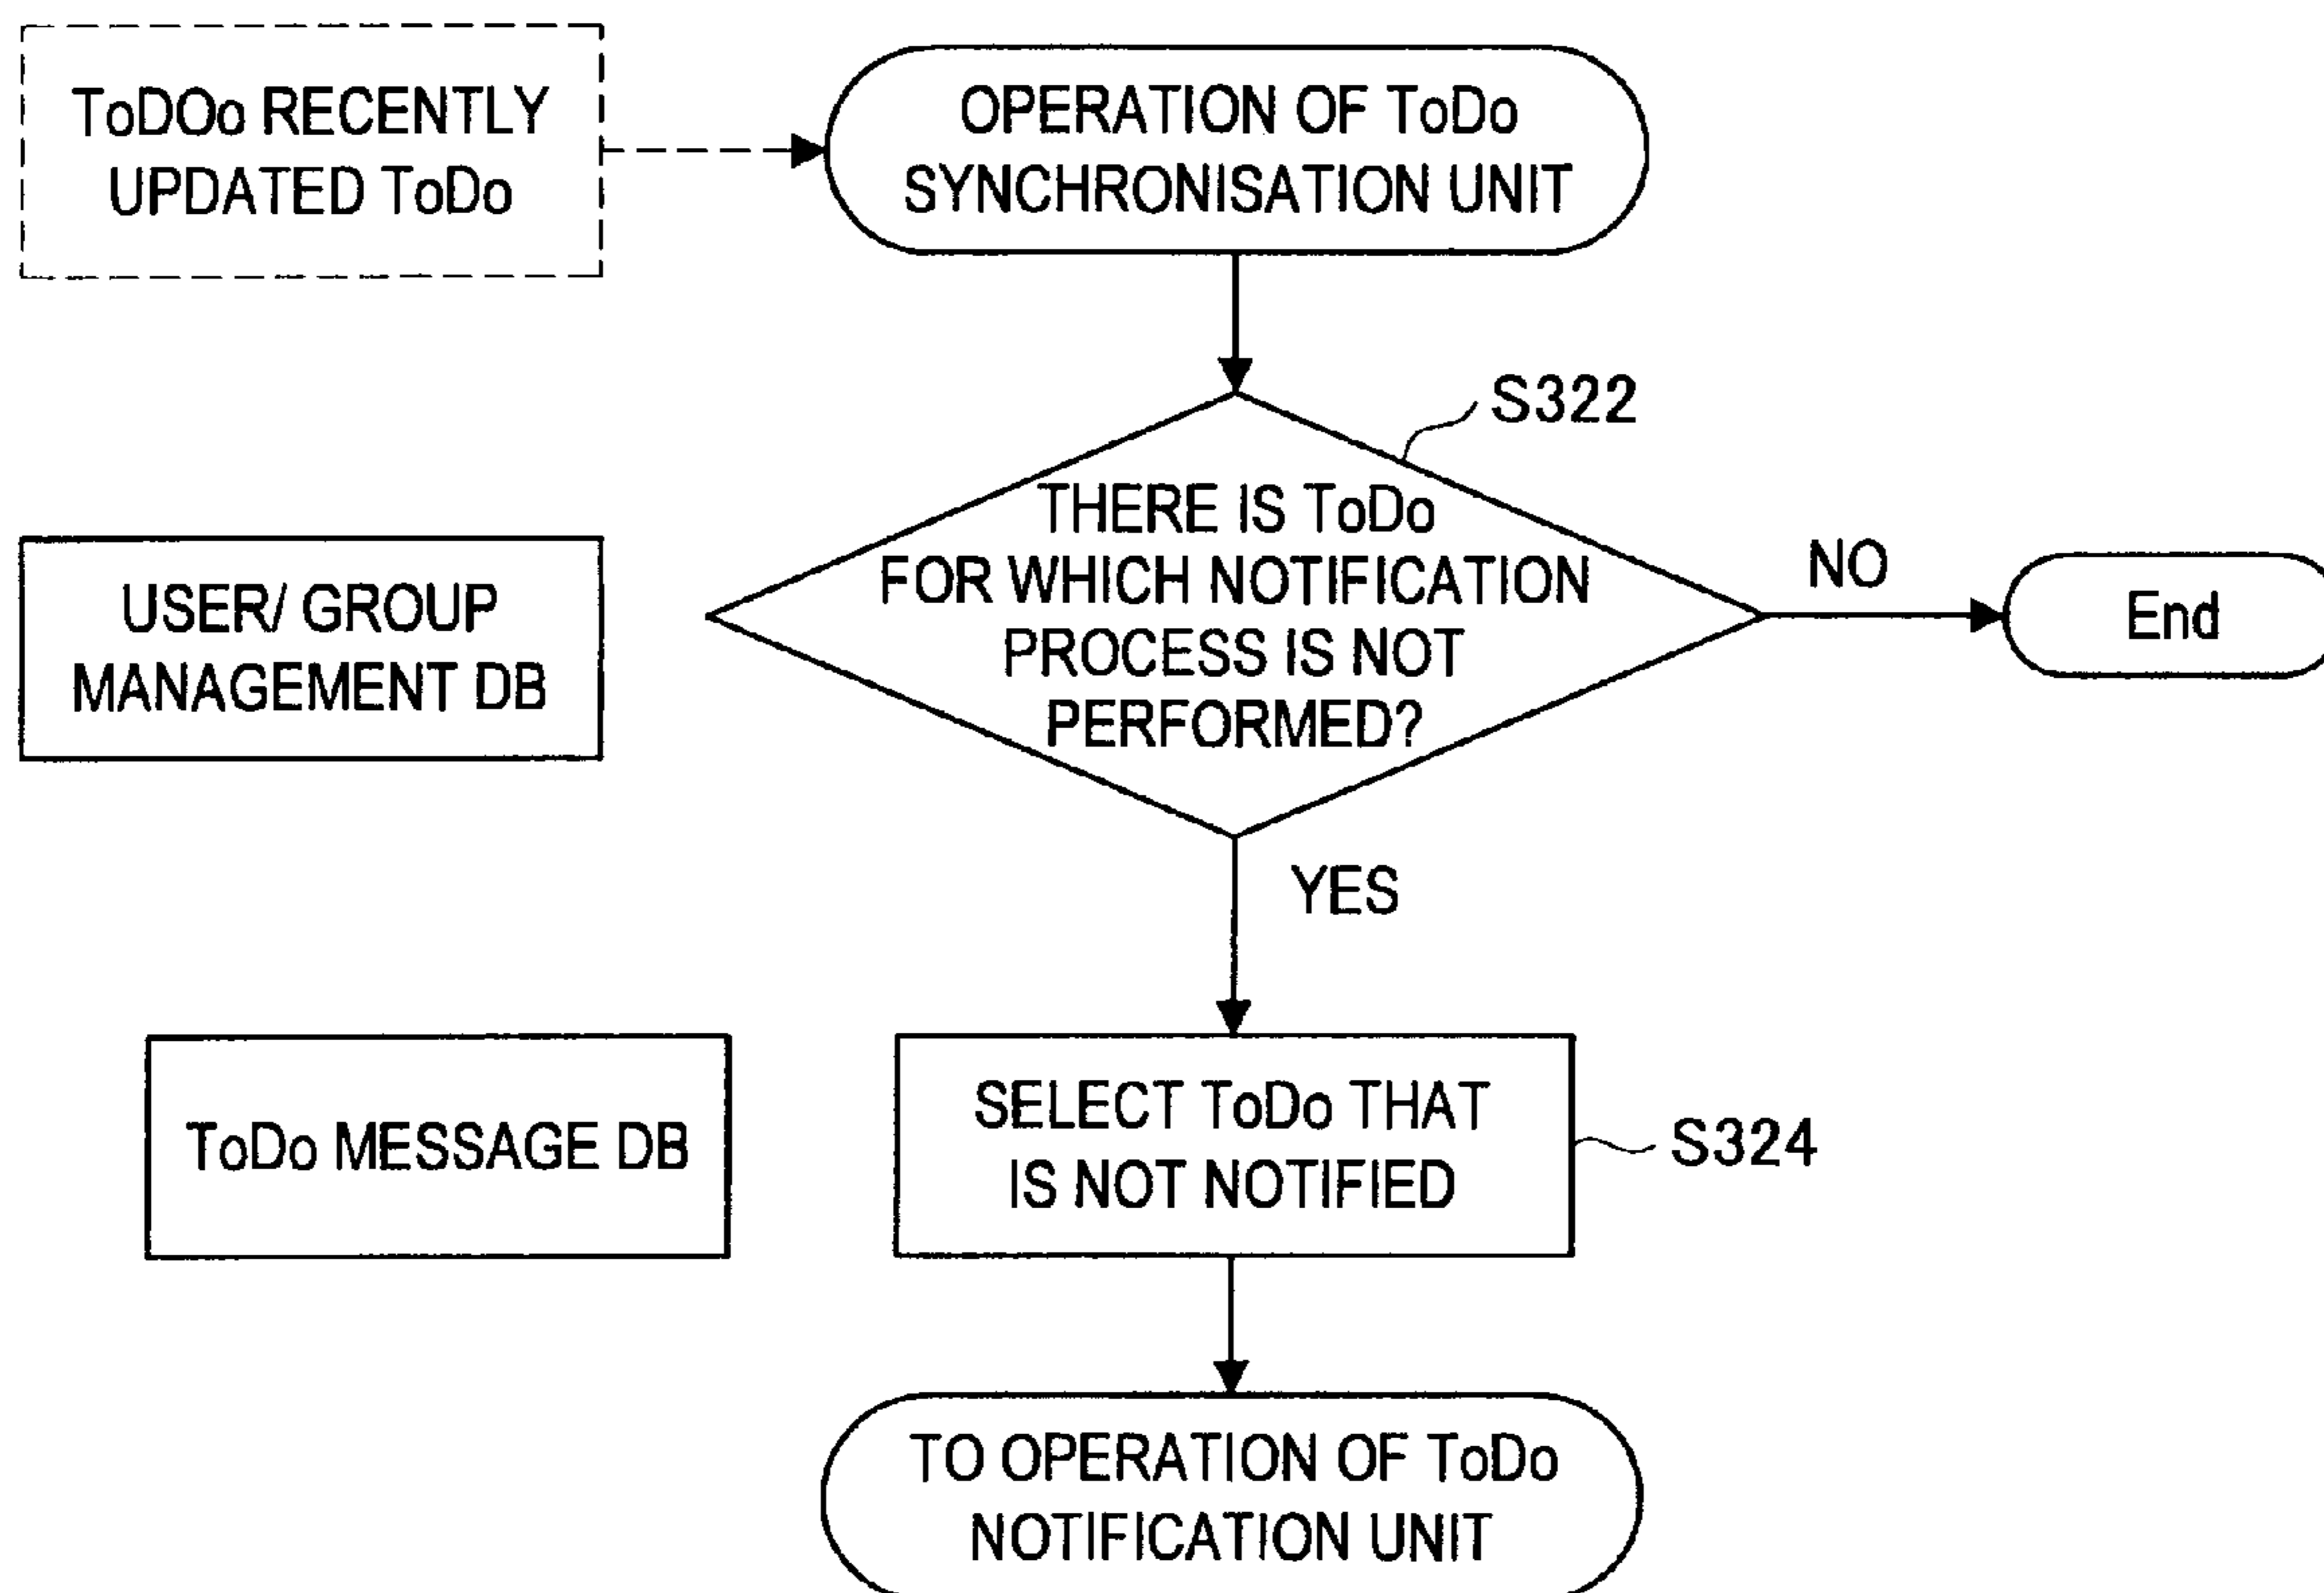 ToDOo RECENTLY
UPDATED ToDo
OPERATION OF ToDo
SYNCHRONISATION UNIT
S322
THERE IS ToDo
FOR WHICH NOTIFICATION
PROCESS IS NOT
PERFORMED?
NO
End
USER/ GROUP
MANAGEMENT DB
YES
ToDo MESSAGE DB
SELECT ToDo THAT
IS NOT NOTIFIED
S324
TO OPERATION OF ToDo
NOTIFICATION UNIT